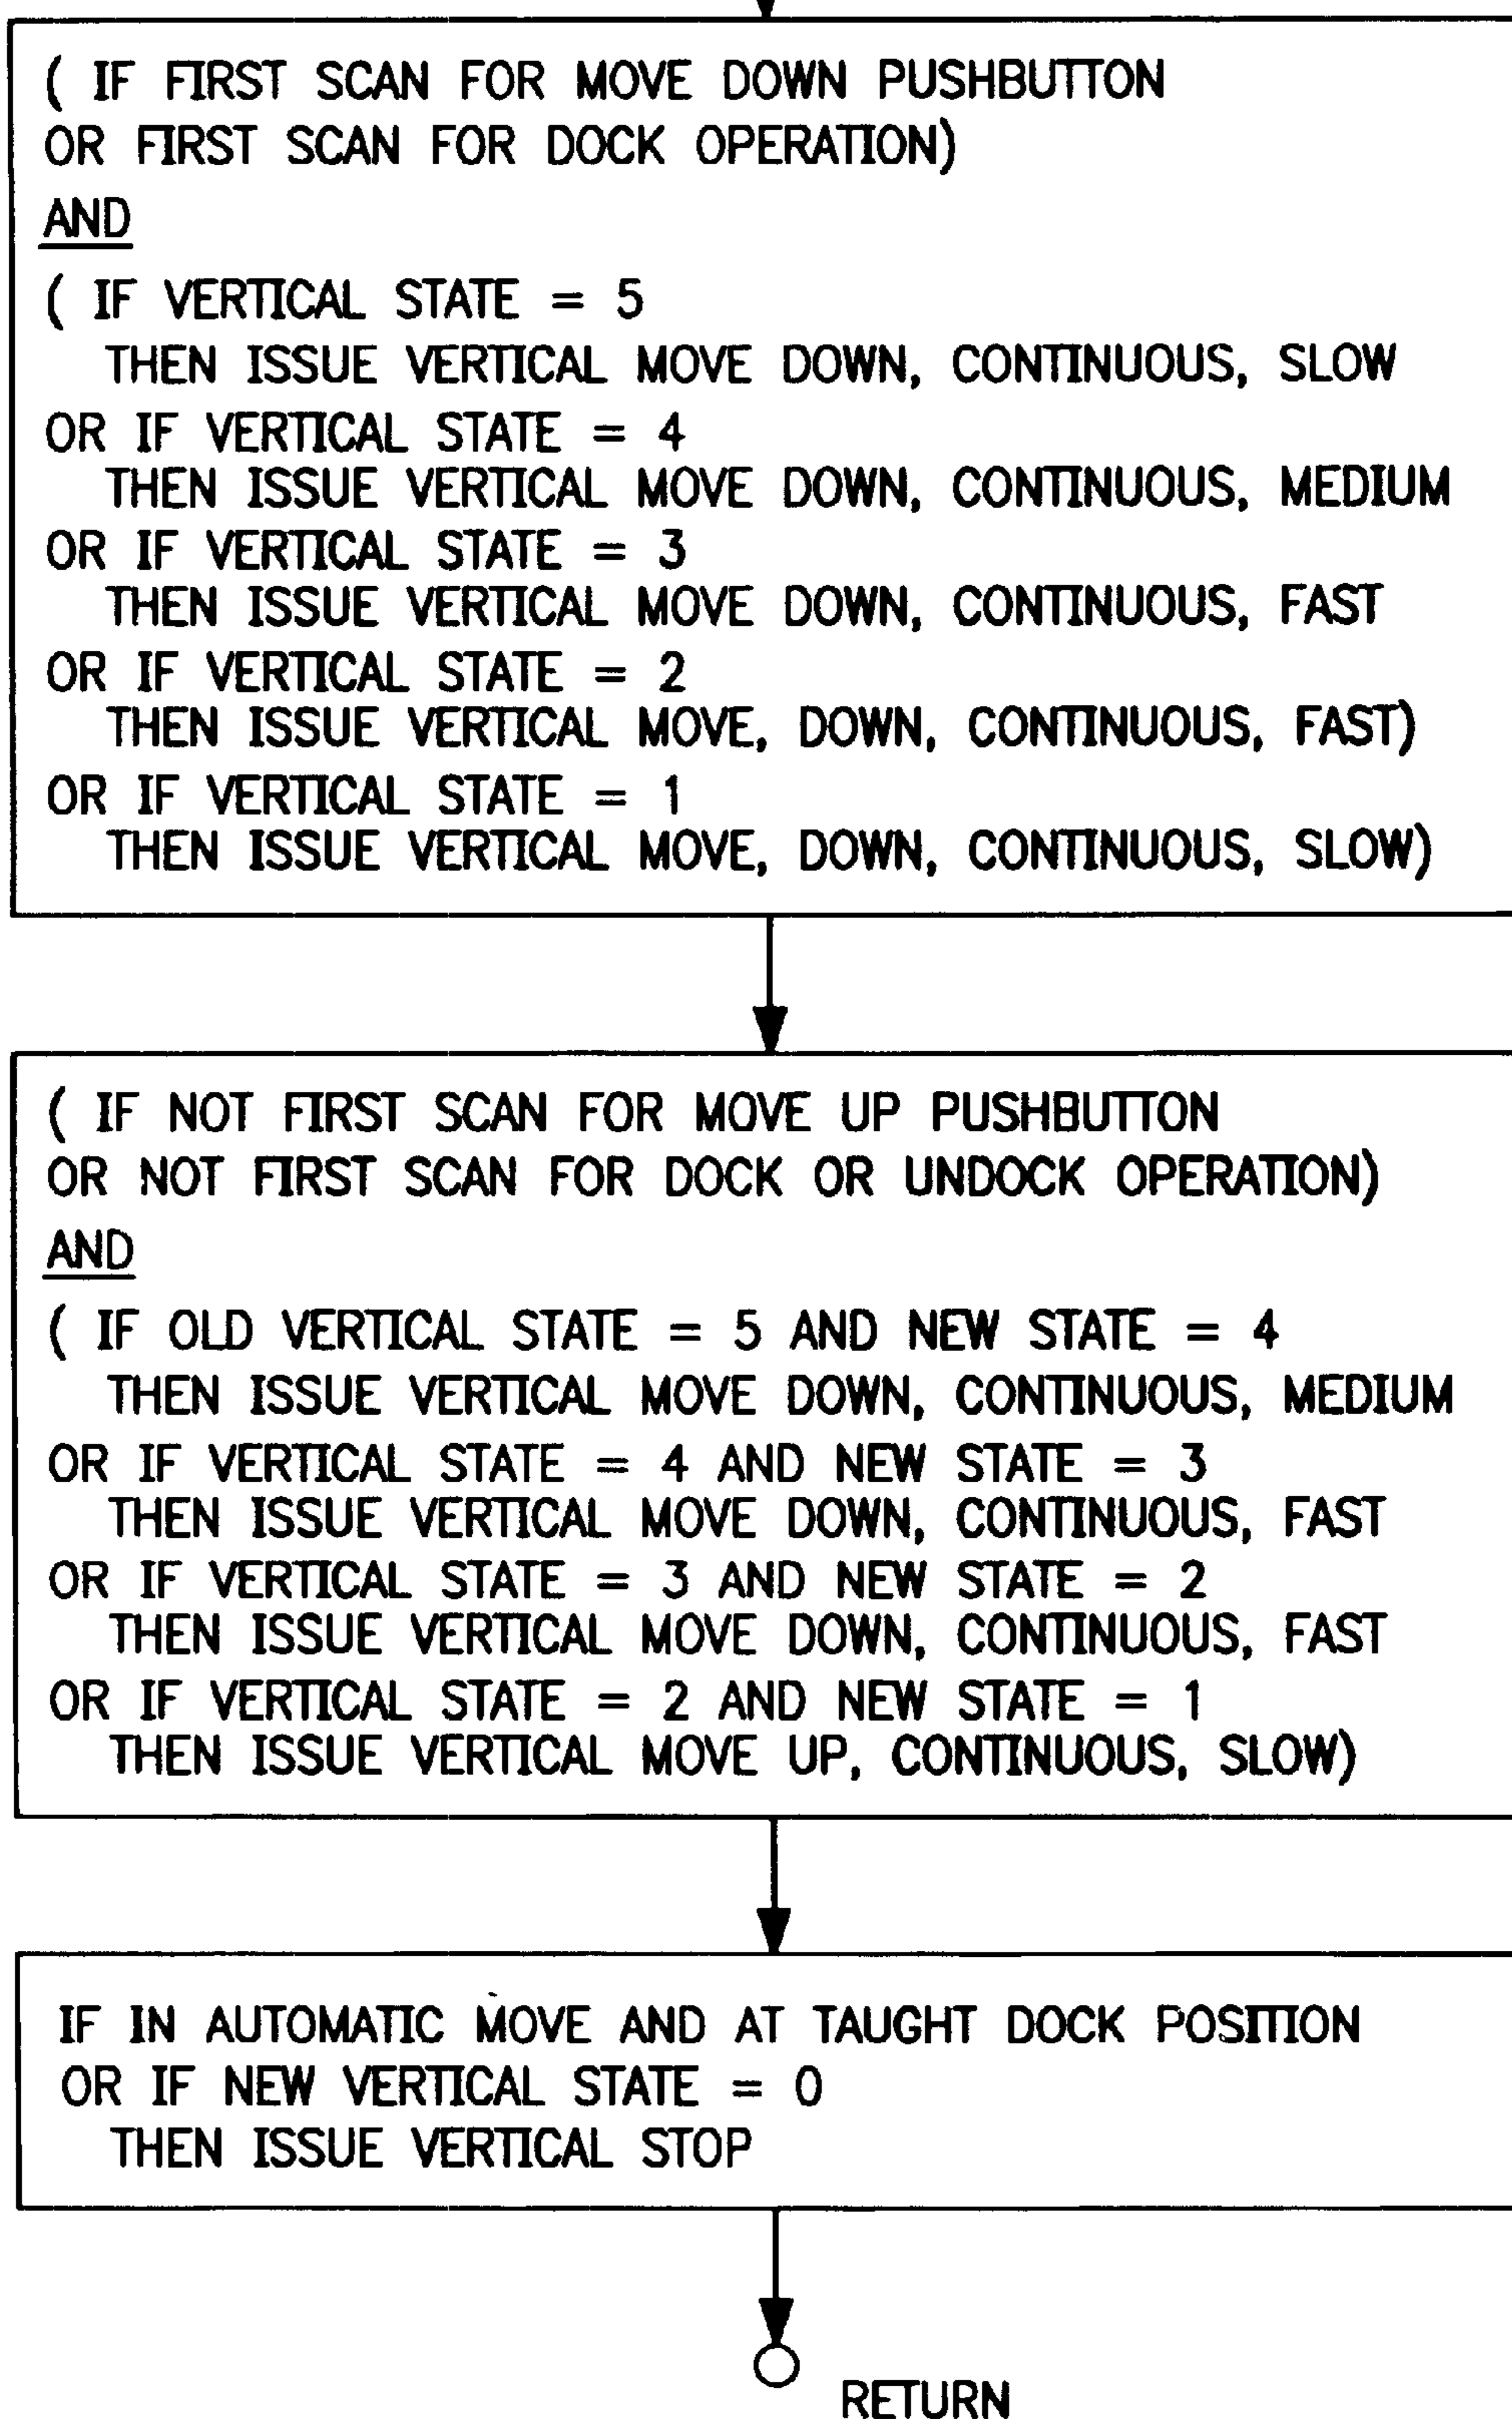 ( IF FIRST SCAN FOR MOVE DOWN PUSHBUTTON
OR FIRST SCAN FOR DOCK OPERATION)
AND
( IF VERTICAL STATE = 5
THEN ISSUE VERTICAL MOVE DOWN, CONTINUOUS, SLOW
OR IF VERTICAL STATE = 4
THEN ISSUE VERTICAL MOVE DOWN, CONTINUOUS, MEDIUM
OR IF VERTICAL STATE = 3
THEN ISSUE VERTICAL MOVE DOWN, CONTINUOUS, FAST
OR IF VERTICAL STATE = 2
THEN ISSUE VERTICAL MOVE, DOWN, CONTINUOUS, FAST)
OR IF VERTICAL STATE = 1
THEN ISSUE VERTICAL MOVE, DOWN, CONTINUOUS, SLOW)
( IF NOT FIRST SCAN FOR MOVE UP PUSHBUTTON
OR NOT FIRST SCAN FOR DOCK OR UNDOCK OPERATION)
AND
( IF OLD VERTICAL STATE = 5 AND NEW STATE = 4
THEN ISSUE VERTICAL MOVE DOWN, CONTINUOUS, MEDIUM
OR IF VERTICAL STATE = 4 AND NEW STATE = 3
THEN ISSUE VERTICAL MOVE DOWN, CONTINUOUS, FAST
OR IF VERTICAL STATE = 3 AND NEW STATE = 2
THEN ISSUE VERTICAL MOVE DOWN, CONTINUOUS, FAST
OR IF VERTICAL STATE = 2 AND NEW STATE = 1
THEN ISSUE VERTICAL MOVE UP, CONTINUOUS, SLOW)
IF IN AUTOMATIC MOVE AND AT TAUGHT DOCK POSITION
OR IF NEW VERTICAL STATE = 0
THEN ISSUE VERTICAL STOP
RETURN